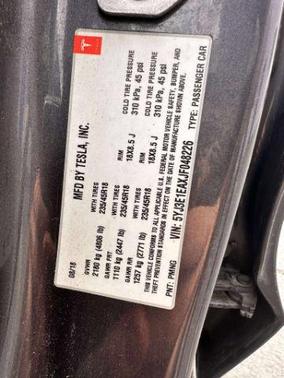 MFD BY TESLA, INC.
08/18
GVWR
2180 kg (4806 lb)
GAWR FRT
1110 kg (2447 lb)
WITH TIRES
235/45R18
RIM
18X8.5 J
COLD TIRE PRESSURE
310 kPa, 45 psi
GAWR RR
1257 kg (2771 lb)
WITH TIRES
235/45R18
RIM
18X8.5 J
COLD TIRE PRESSURE
310 kPa, 45 psi
THIS VEHICLE CONFORMS TO ALL APPLICABLE U.S. FEDERAL MOTOR VEHICLE SAFETY, BUMPER, AND
THEFT PREVENTION STANDARDS IN EFFECT ON THE DATE OF MANUFACTURE SHOWN ABOVE.
VIN: 5YJ3E1EAXJF048226
TYPE: PASSENGER CAR
PNT: PMNG